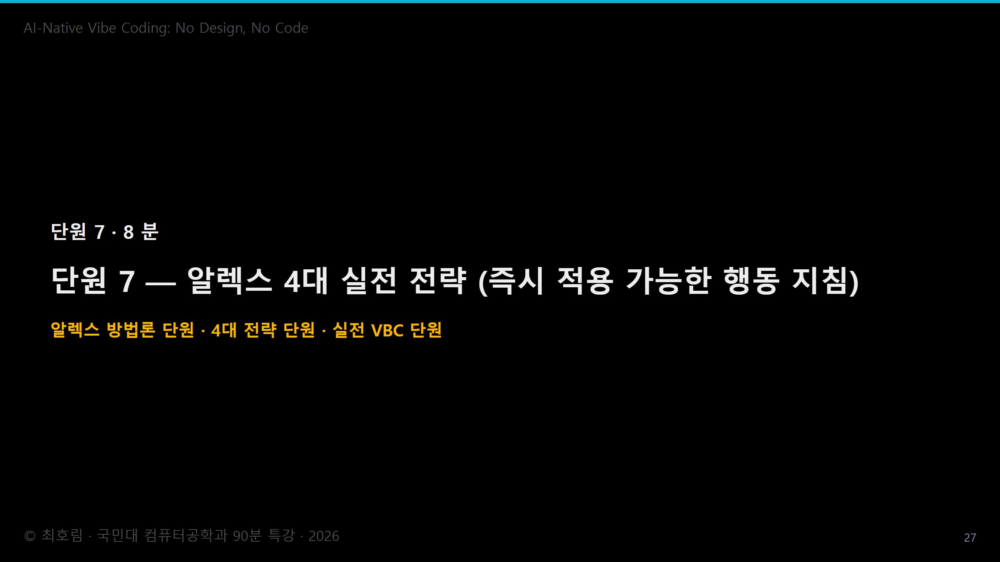 AI-Native Vibe Coding: No Design, No Code
단원 7 · 8 분
단원 7 — 알렉스 4대 실전 전략 (즉시 적용 가능한 행동 지침)
알렉스 방법론 단원 · 4대 전략 단원 · 실전 VBC 단원
© 최호림 · 국민대 컴퓨터공학과 90분 특강 · 2026
27